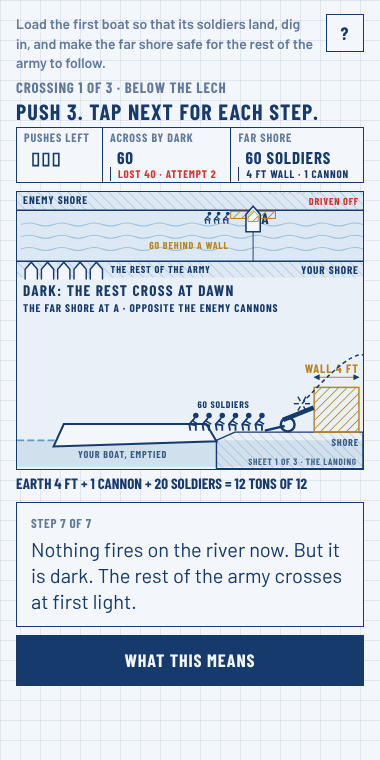 Load the first boat so that its soldiers land, dig
in, and make the far shore safe for the rest of the
army to follow.
?
CROSSING 1 OF 3 · BELOW THE LECH
PUSH 3. TAP NEXT FOR EACH STEP.
PUSHES LEFT
ACROSS BY DARK
60
LOST 40 · ATTEMPT 2
FAR SHORE
60 SOLDIERS
4 FT WALL · 1 CANNON
ENEMY SHORE
DRIVEN OFF
A
60 BEHIND A WALL
THE REST OF THE ARMY
YOUR SHORE
DARK: THE REST CROSS AT DAWN
THE FAR SHORE AT A · OPPOSITE THE ENEMY CANNONS
WALL 4 FT
60 SOLDIERS
SHORE
YOUR BOAT, EMPTIED
SHEET 1 OF 3 · THE LANDING
EARTH 4 FT + 1 CANNON + 20 SOLDIERS = 12 TONS OF 12
STEP 7 OF 7
Nothing fires on the river now. But it
is dark. The rest of the army crosses
at first light.
WHAT THIS MEANS